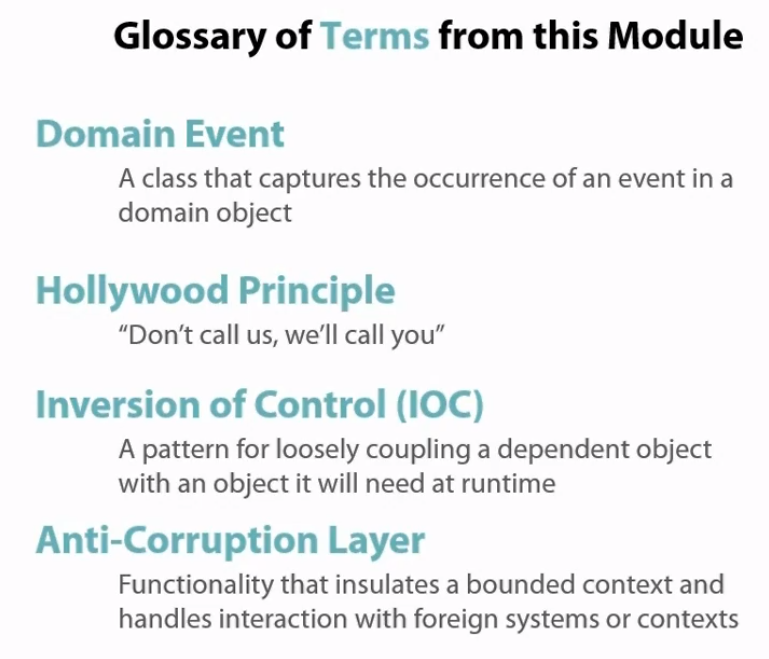 Glossary of Terms from this Module
Domain Event
A class that captures the occurrence of an event in a
domain object
Hollywood Principle
“Don’t call us, we’ll call you”
Inversion of Control (IOC)
A pattern for loosely coupling a dependent object
with an object it will need at runtime
Anti-Corruption Layer
Functionality that insulates a bounded context and
handles interaction with foreign systems or contexts